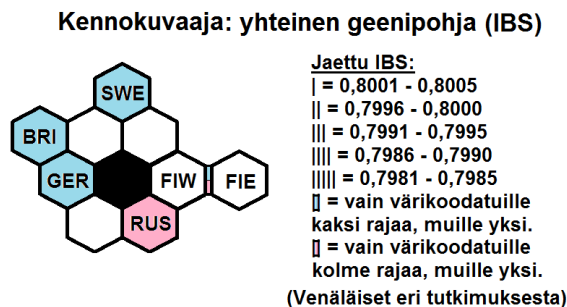 Kennokuvaaja: yhteinen geenipohja (IBS)
SWE
BRI
GER
FIW
FIE
RUS
Jaettu IBS:
| = 0,8001 - 0,8005
|| = 0,7996 - 0,8000
||| = 0,7991 - 0,7995
|||| = 0,7986 - 0,7990
||||| = 0,7981 - 0,7985
[] = vain värikoodatuille
kaksi rajaa, muille yksi.
[] = vain värikoodatuille
kolme rajaa, muille yksi.
(Venäläiset eri tutkimuksesta)